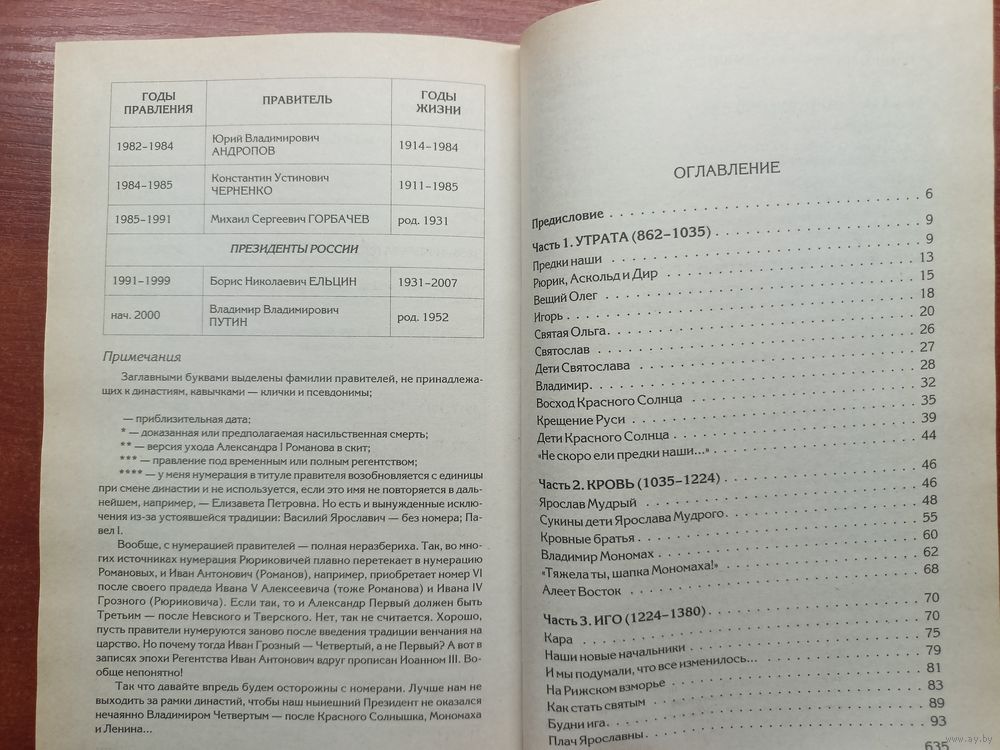 ГОДЫ ПРАВЛЕНИЯ ПРАВИТЕЛЬ ГОДЫ ЖИЗНИ
1982–1984 Юрий Владимирович АНДРОПОВ 1914–1984
1984–1985 Константин Устинович ЧЕРНЕНКО 1911–1985
1985–1991 Михаил Сергеевич ГОРБАЧЕВ род. 1931
ПРЕЗИДЕНТЫ РОССИИ
1991–1999 Борис Николаевич ЕЛЬЦИН 1931–2007
нач. 2000 Владимир Владимирович ПУТИН род. 1952
Примечания
Заглавными буквами выделены фамилии правителей, не принадлежа-
щих к династиям, кавычками — клички и псевдонимы;
— приблизительная дата;
* — доказанная или предполагаемая насильственная смерть;
** — версия ухода Александра I Романова в скит;
*** — правление под временным или полным регентством;
**** — у меня нумерация в титуле правителя возобновляется с единицы
при смене династии и не используется, если это имя не повторяется в даль-
нейшем, например, — Елизавета Петровна. Но есть и вынужденные исклю-
чения из-за устоявшейся традиции: Василий Ярославич — без номера; Па-
вел I.
Вообще, с нумерацией правителей — полная неразбериха. Так, во мно-
гих источниках нумерация Рюриковичей плавно перетекает в нумерацию
Романовых, и Иван Антонович (Романов), например, приобретает номер VI
после своего прадеда Ивана V Алексеевича (тоже Романова) и Ивана IV
Грозного (Рюриковича). Если так, то и Александр Первый должен быть
Третьим — после Невского и Тверского. Нет, так не считается. Хорошо,
пусть правители нумеруются заново после введения традиции венчания на
царство. Но почему тогда Иван Грозный — Четвертый, а не Первый? А вот в
записях эпохи Регентства Иван Антонович вдруг прописан Иоанном III. Во-
обще непонятно!
Так что давайте впредь будем осторожны с номерами. Лучше нам не
выходить за рамки династий, чтобы наш нынешний Президент не оказался
нечаянно Владимиром Четвертым — после Красного Солнышка, Мономаха
и Ленина...
ОГЛАВЛЕНИЕ
Предисловие 6
Часть 1. УТРАТА (862–1035) 9
Предки наши 9
Рюрик, Аскольд и Дир 13
Вещий Олег 15
Игорь 18
Святая Ольга 20
Святослав 26
Дети Святослава 27
Владимир 28
Восход Красного Солнца 32
Крещение Руси 35
Дети Красного Солнца 39
«Не скоро ели предки наши...» 44
Часть 2. КРОВЬ (1035–1224) 46
Ярослав Мудрый 46
Сукины дети Ярослава Мудрого 48
Кровные братья 55
Владимир Мономах 60
«Тяжела ты, шапка Мономаха!» 62
Алеет Восток 68
Часть 3. ИГО (1224–1380) 70
Кара 70
Наши новые начальники 75
И мы подумали, что все изменилось... 79
На Рижском взморье 81
Как стать святым 83
Будни ига 89
Плач Ярославны 93
635
www.ay.by